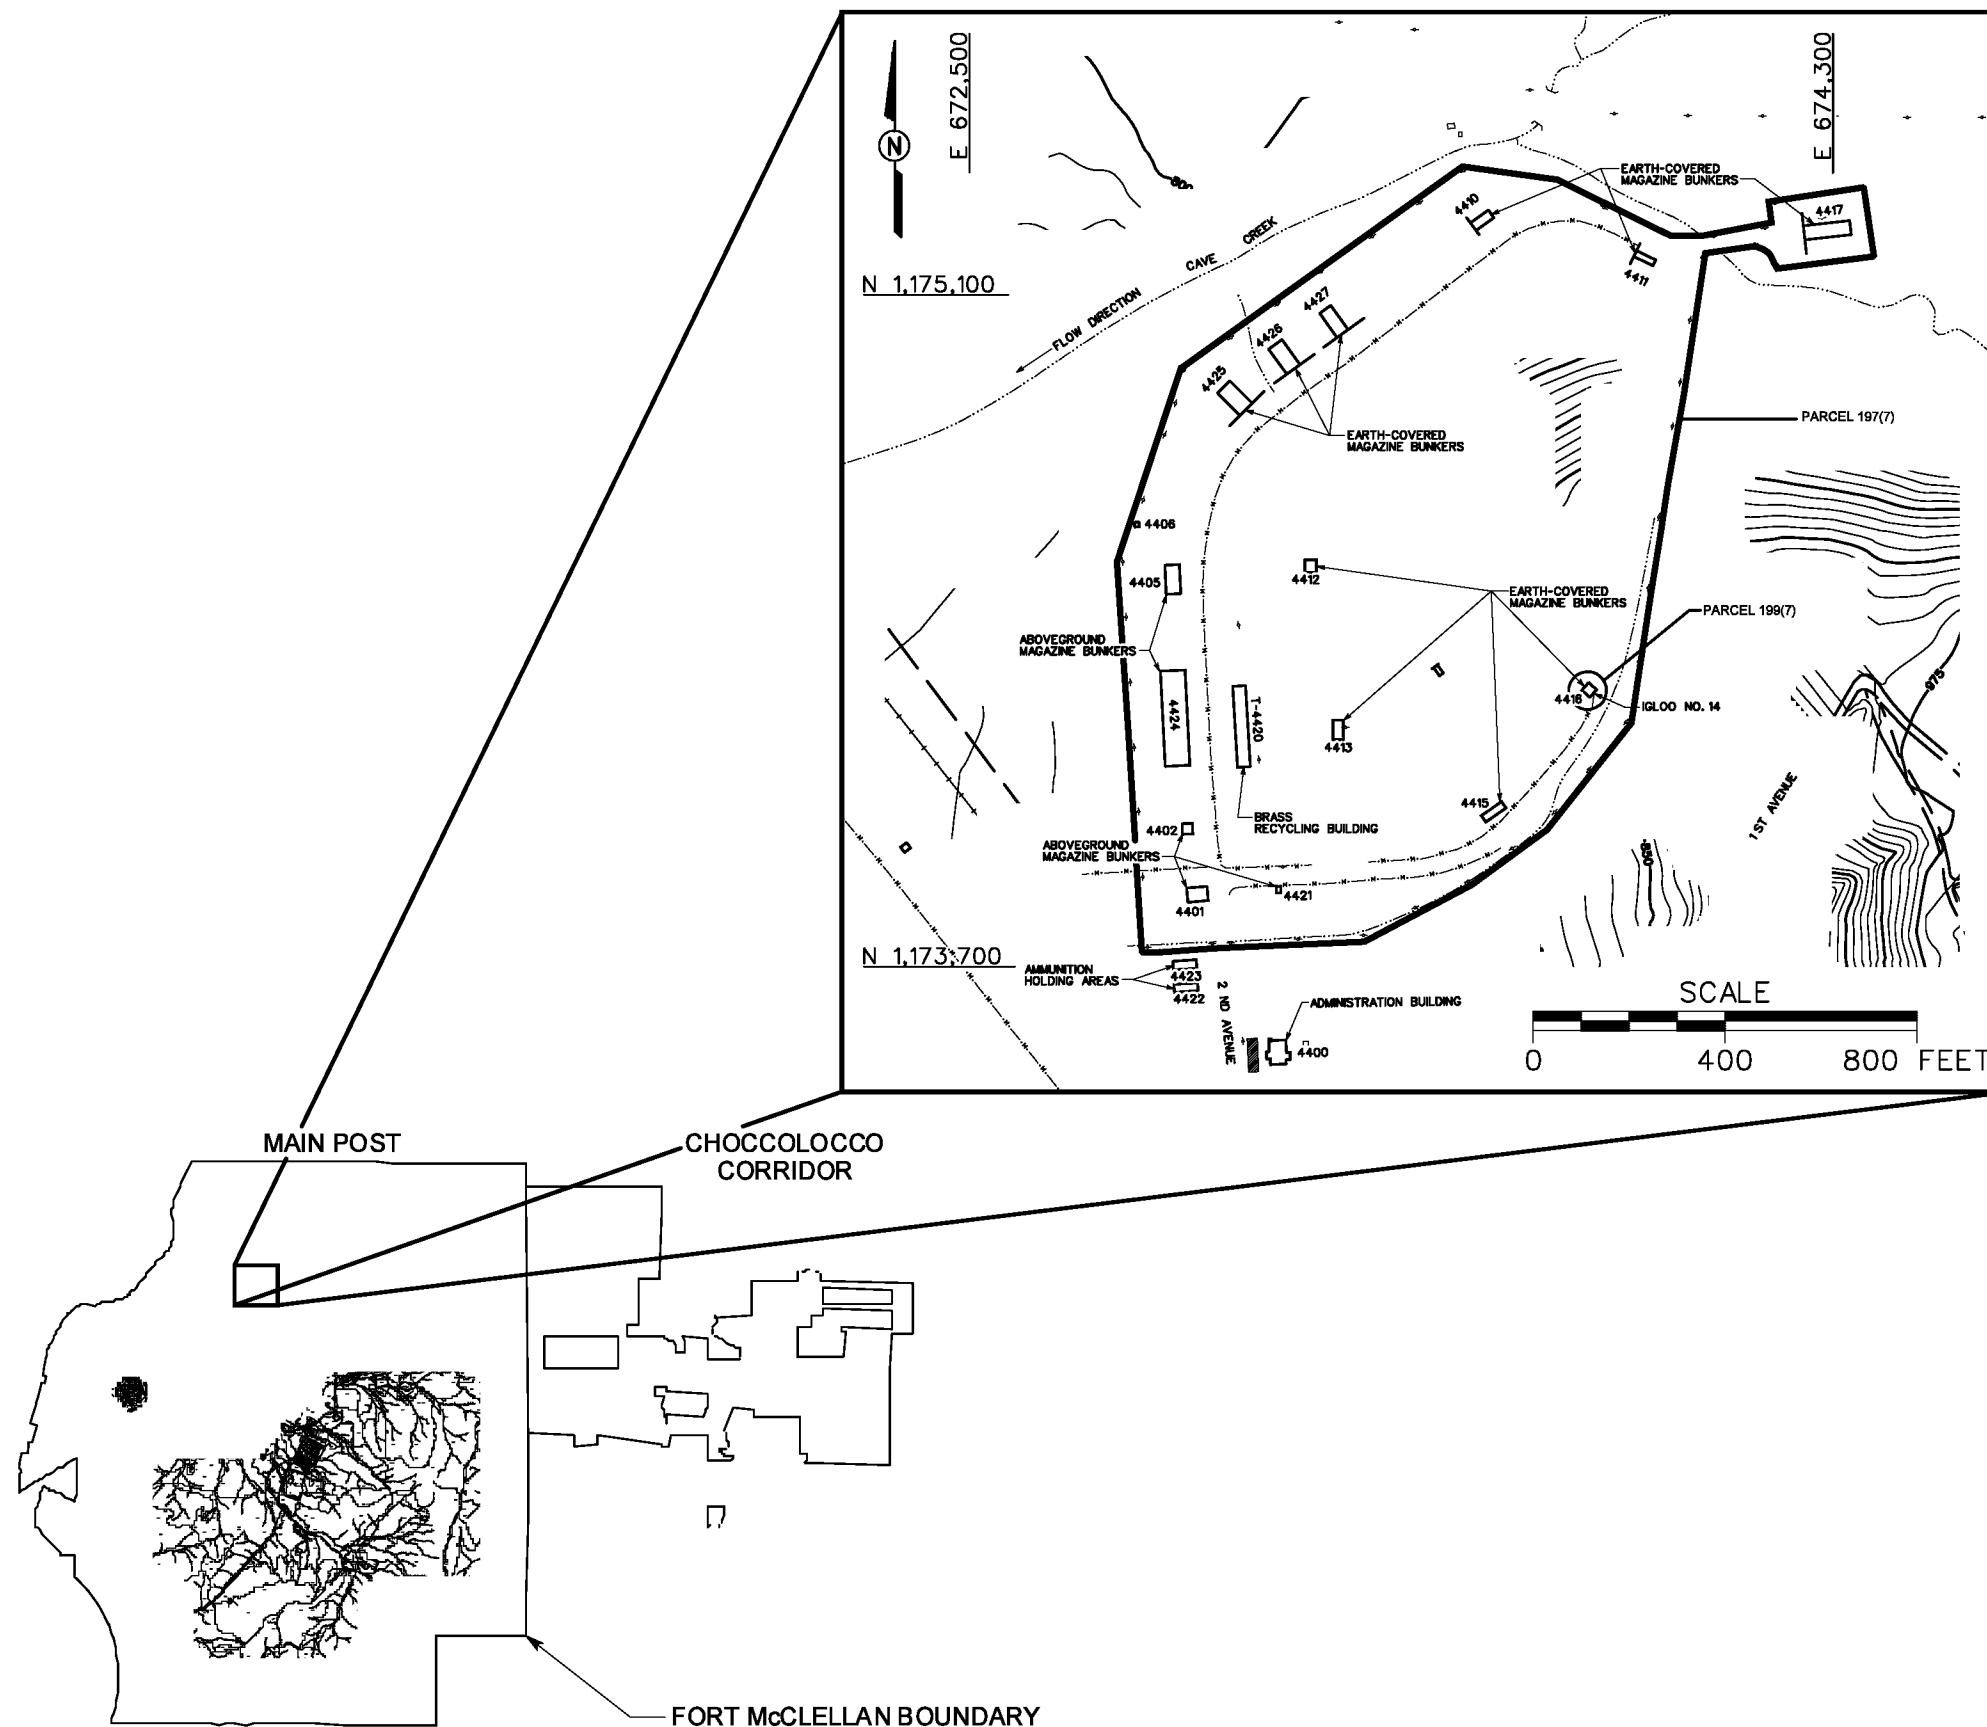 E 672,500
E 674,300
N
800
EARTH-COVERED
MAGAZINE BUNKERS
4410
4417
4411
CAVE CREEK
FLOW DIRECTION
N 1,175,100
4427
4426
4425
EARTH-COVERED
MAGAZINE BUNKERS
PARCEL 197(7)
4406
4405
4412
EARTH-COVERED
MAGAZINE BUNKERS
PARCEL 199(7)
ABOVEGROUND
MAGAZINE BUNKERS
4424
T-4420
4413
4416
IGLOO NO. 14
975
4415
1 ST AVENUE
BRASS
RECYCLING BUILDING
4402
ABOVEGROUND
MAGAZINE BUNKERS
850
4421
4401
N 1,173,700
AMMUNITION
HOLDING AREAS
4423
4422
2 ND AVENUE
ADMINISTRATION BUILDING
4400
SCALE
0 400 800 FEET
MAIN POST
CHOCCOLOCCO
CORRIDOR
FORT McCLELLAN BOUNDARY